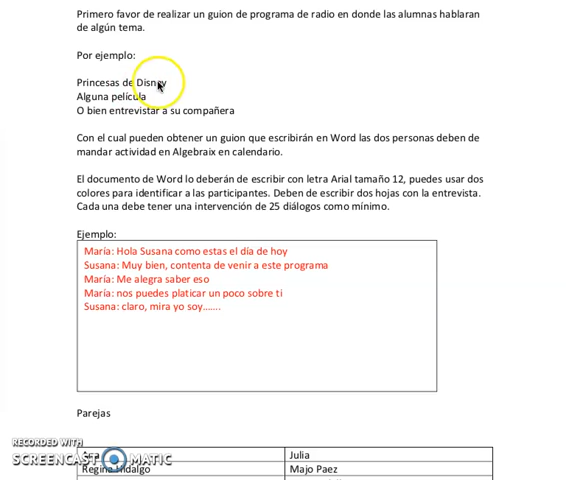 Primero favor de realizar un guion de programa de radio en donde las alumnas hablaran
de algún tema.
Por ejemplo:
Princesas de Disney
Alguna película
O bien entrevistar a su compañera
Con el cual pueden obtener un guion que escribirán en Word las dos personas deben de
mandar actividad en Algebraix en calendario.
El documento de Word lo deberán de escribir con letra Arial tamaño 12, puedes usar dos
colores para identificar a las participantes. Deben de escribir dos hojas con la entrevista.
Cada una debe tener una intervención de 25 diálogos como mínimo.
Ejemplo:
María: Hola Susana como estas el día de hoy
Susana: Muy bien, contenta de venir a este programa
María: Me alegra saber eso
María: nos puedes platicar un poco sobre ti
Susana: claro, mira yo soy.......
Parejas
RECORDED WITH
SCREENCAST MATIC
Julia
Regina Hidalgo Majo Paez